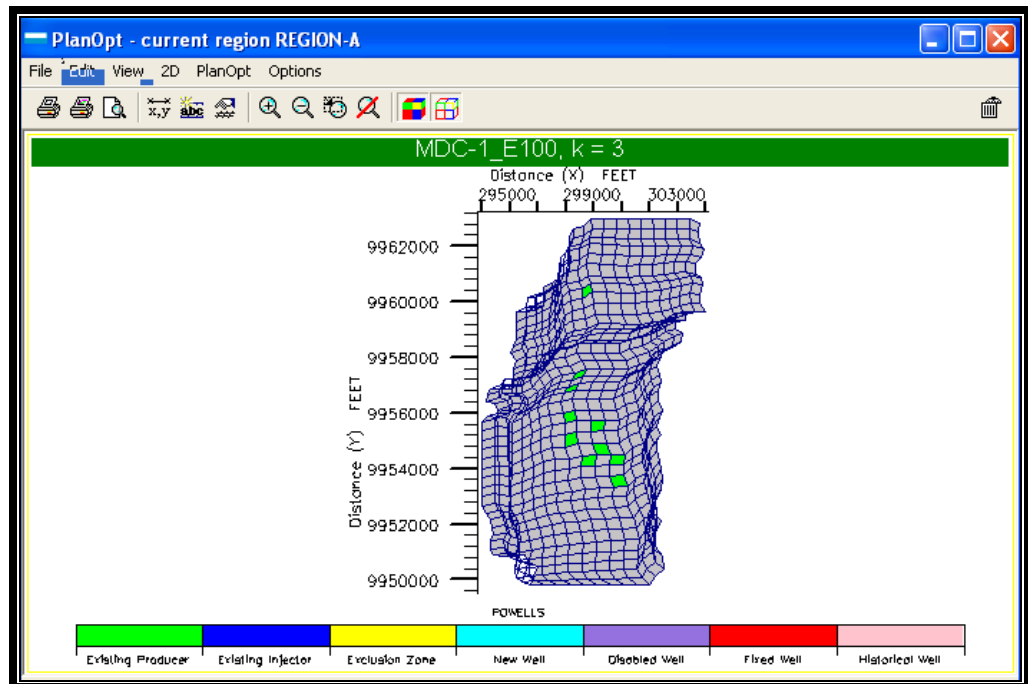 PlanOpt - current region REGION-A
File Edit View 2D PlanOpt Options
x,y abc
MDC-1_E100, k = 3
Distance (X) FEET
295000 299000 303000
9962000
9960000
9958000
9956000
9954000
9952000
9950000
Distance (Y) FEET
POWELLS
Existing Producer Existing Injector Exclusion Zone New Well Disabled Well Fixed Well Historical Well